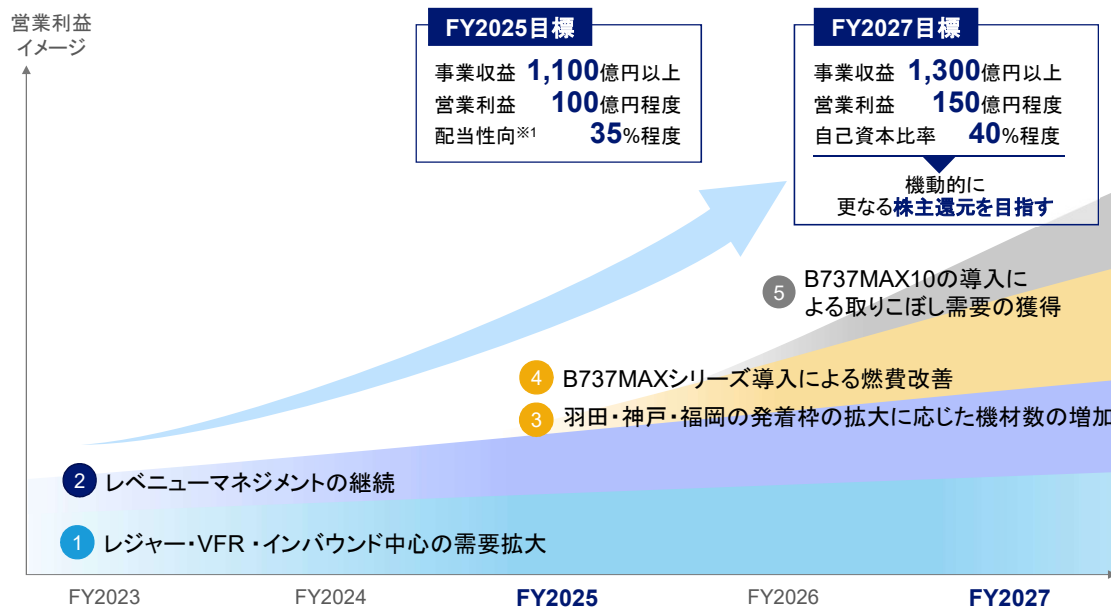 営業利益
イメージ
FY2025目標
事業収益 1,100億円以上
営業利益 100億円程度
配当性向※1 35%程度
FY2027目標
事業収益 1,300億円以上
営業利益 150億円程度
自己資本比率 40%程度
機動的に
更なる株主還元を目指す
5 B737MAX10の導入に
よる取りこぼし需要の獲得
4 B737MAXシリーズ導入による燃費改善
3 羽田・神戸・福岡の発着枠の拡大に応じた機材数の増加
2 レベニューマネジメントの継続
1 レジャー・VFR・インバウンド中心の需要拡大
FY2023 FY2024 FY2025 FY2026 FY2027